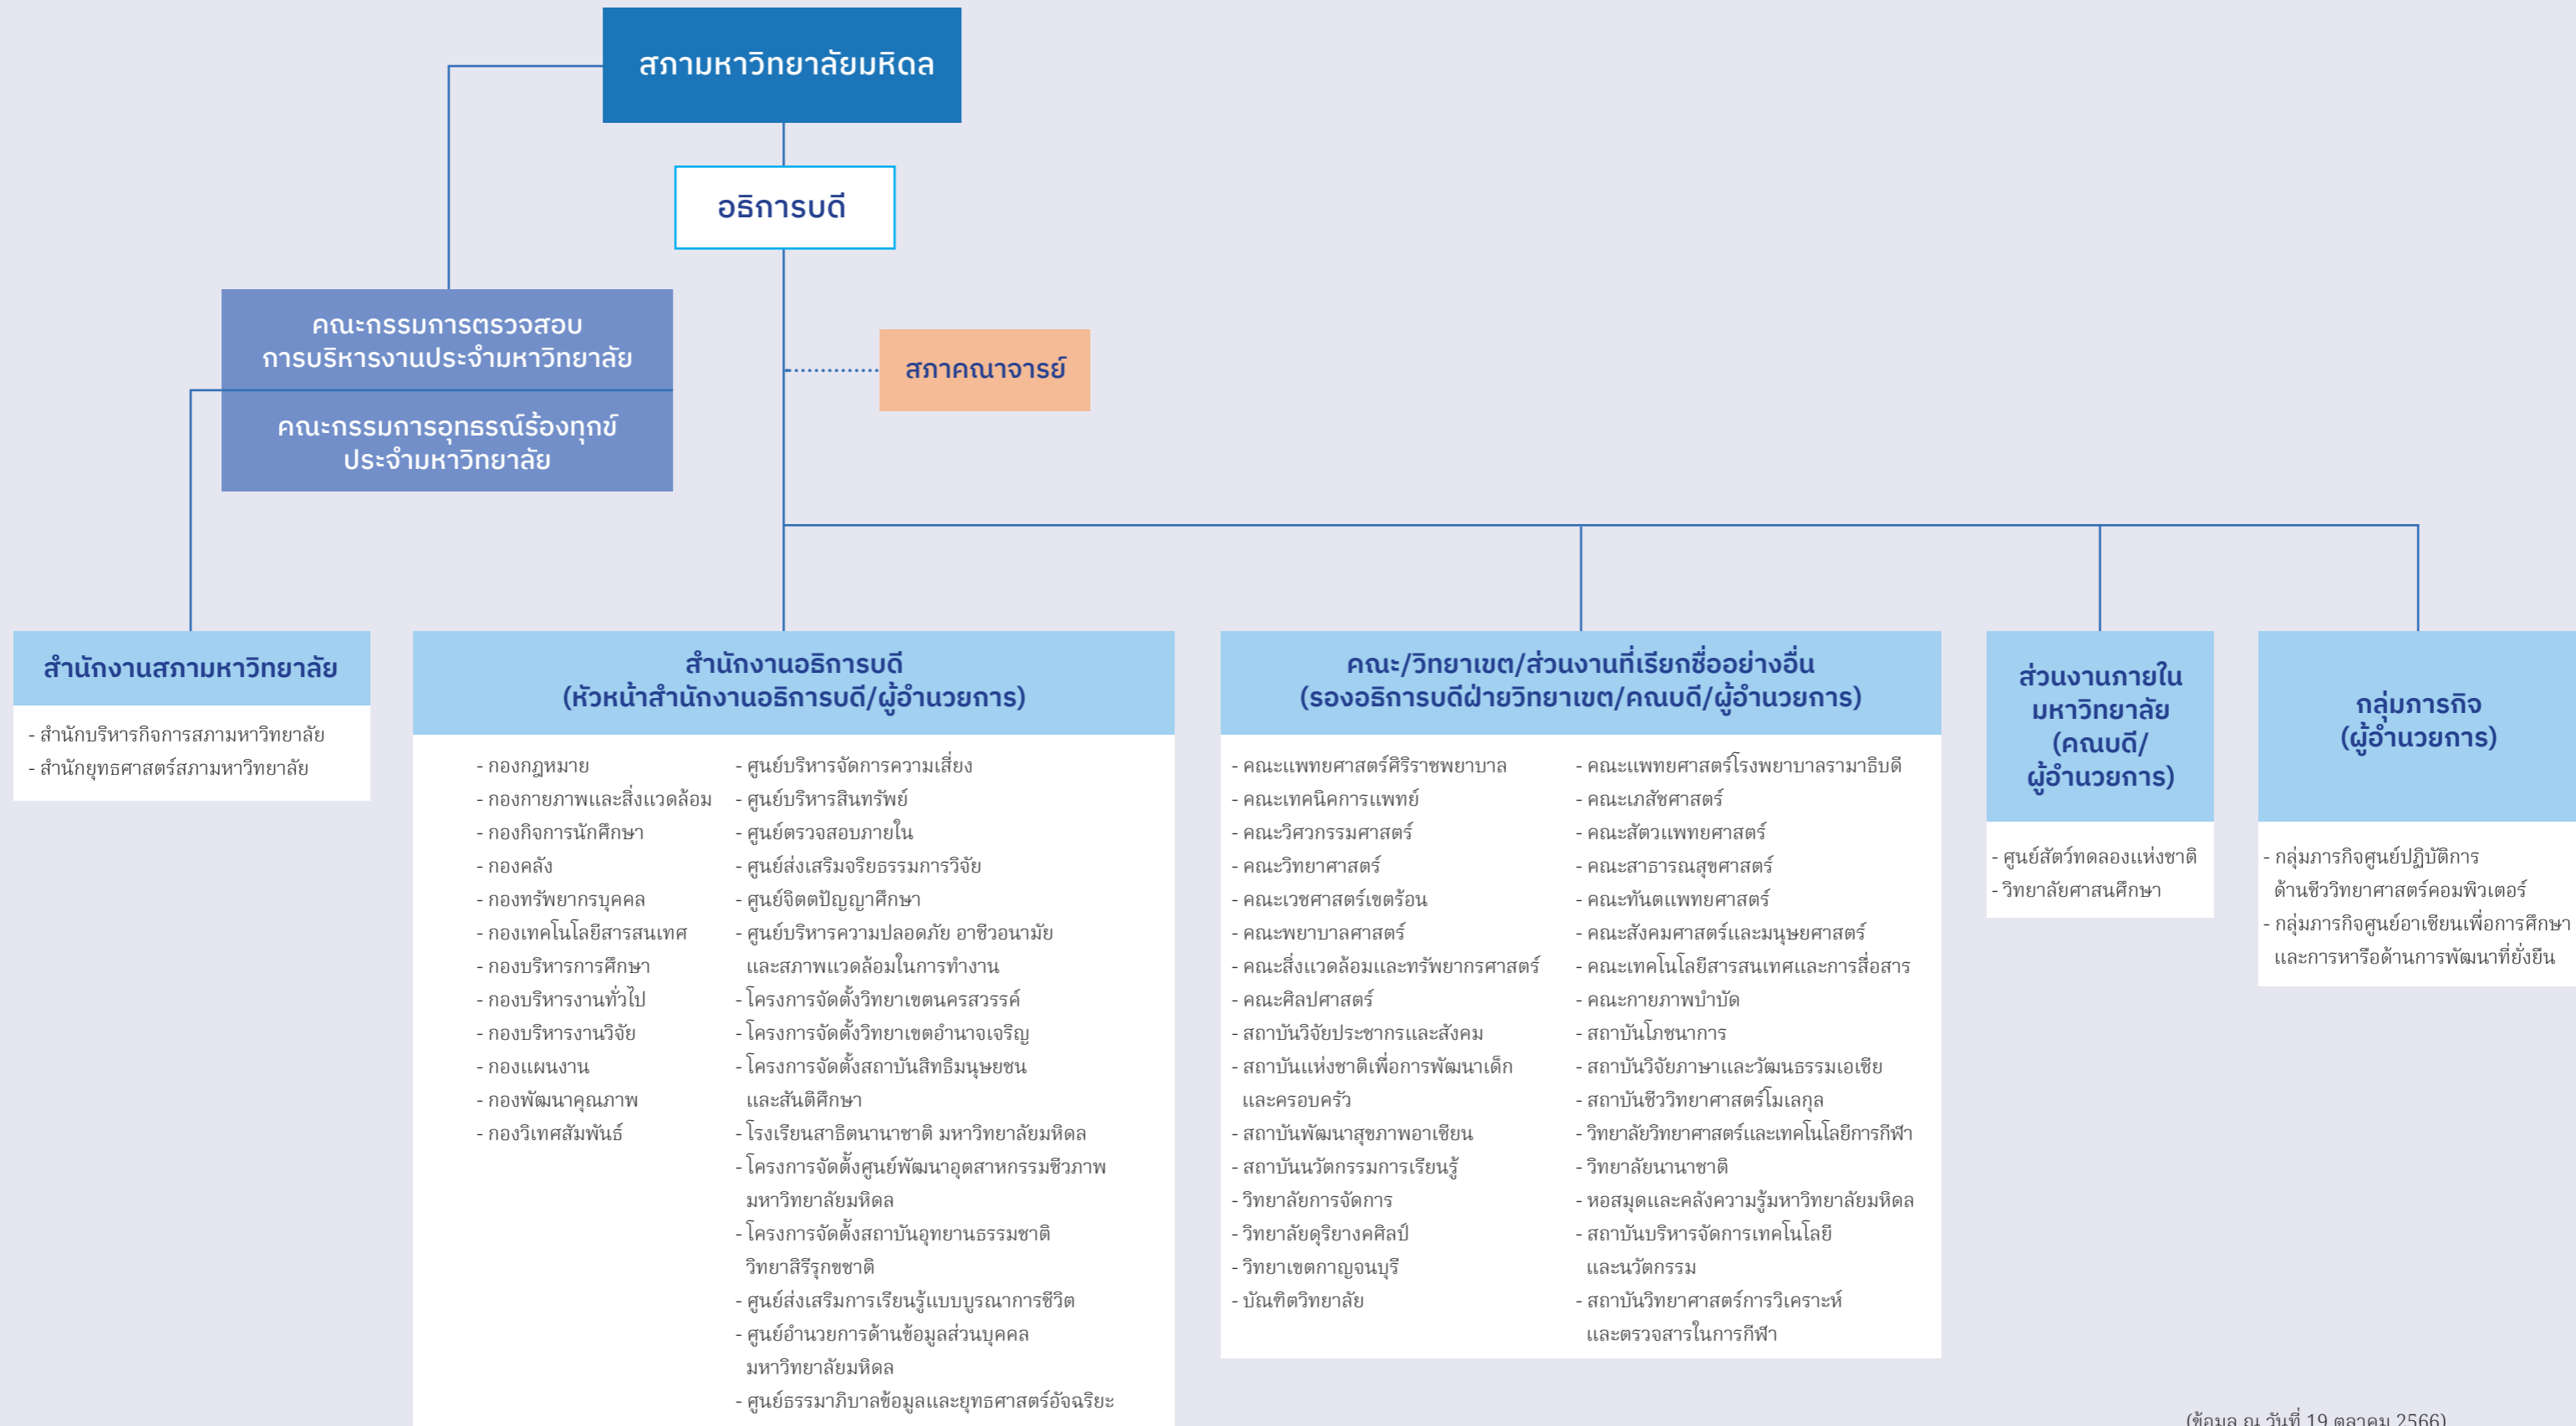 สภามหาวิทยาลัยมหิดล
อธิการบดี
คณะกรรมการตรวจสอบ
การบริหารงานประจำมหาวิทยาลัย
คณะกรรมการอุทธรณ์ร้องทุกข์
ประจำมหาวิทยาลัย
สภาคณาจารย์
สำนักงานสภามหาวิทยาลัย
- สำนักบริหารกิจการสภามหาวิทยาลัย
- สำนักยุทธศาสตร์สภามหาวิทยาลัย
สำนักงานอธิการบดี
(หัวหน้าสำนักงานอธิการบดี/ผู้อำนวยการ)
- กองกฎหมาย
- กองกายภาพและสิ่งแวดล้อม
- กองกิจการนักศึกษา
- กองคลัง
- กองทรัพยากรบุคคล
- กองเทคโนโลยีสารสนเทศ
- กองบริหารการศึกษา
- กองบริหารงานทั่วไป
- กองบริหารงานวิจัย
- กองแผนงาน
- กองพัฒนาคุณภาพ
- กองวิเทศสัมพันธ์
- ศูนย์บริหารจัดการความเสี่ยง
- ศูนย์บริหารสินทรัพย์
- ศูนย์ตรวจสอบภายใน
- ศูนย์ส่งเสริมจริยธรรมการวิจัย
- ศูนย์จิตตปัญญาศึกษา
- ศูนย์บริหารความปลอดภัย อาชีวอนามัย
และสภาพแวดล้อมในการทำงาน
- โครงการจัดตั้งวิทยาเขตนครสวรรค์
- โครงการจัดตั้งวิทยาเขตอำนาจเจริญ
- โครงการจัดตั้งสถาบันสิทธิมนุษยชน
และสันติศึกษา
- โรงเรียนสาธิตนานาชาติ มหาวิทยาลัยมหิดล
- โครงการจัดตั้งศูนย์พัฒนาอุตสาหกรรมชีวภาพ
มหาวิทยาลัยมหิดล
- โครงการจัดตั้งสถาบันอุทยานธรรมชาติ
วิทยาสิรีรุกขชาติ
- ศูนย์ส่งเสริมการเรียนรู้แบบบูรณาการชีวิต
- ศูนย์อำนวยการด้านข้อมูลส่วนบุคคล
มหาวิทยาลัยมหิดล
- ศูนย์ธรรมาภิบาลข้อมูลและยุทธศาสตร์อัจฉริยะ
คณะ/วิทยาเขต/ส่วนงานที่เรียกชื่ออย่างอื่น
(รองอธิการบดีฝ่ายวิทยาเขต/คณบดี/ผู้อำนวยการ)
- คณะแพทยศาสตร์ศิริราชพยาบาล
- คณะเทคนิคการแพทย์
- คณะวิศวกรรมศาสตร์
- คณะวิทยาศาสตร์
- คณะเวชศาสตร์เขตร้อน
- คณะพยาบาลศาสตร์
- คณะสิ่งแวดล้อมและทรัพยากรศาสตร์
- คณะศิลปศาสตร์
- สถาบันวิจัยประชากรและสังคม
- สถาบันแห่งชาติเพื่อการพัฒนาเด็ก
และครอบครัว
- สถาบันพัฒนาสุขภาพอาเซียน
- สถาบันนวัตกรรมการเรียนรู้
- วิทยาลัยการจัดการ
- วิทยาลัยดุริยางคศิลป์
- วิทยาเขตกาญจนบุรี
- บัณฑิตวิทยาลัย
- คณะแพทยศาสตร์โรงพยาบาลรามาธิบดี
- คณะเภสัชศาสตร์
- คณะสัตวแพทยศาสตร์
- คณะสาธารณสุขศาสตร์
- คณะทันตแพทยศาสตร์
- คณะสังคมศาสตร์และมนุษยศาสตร์
- คณะเทคโนโลยีสารสนเทศและการสื่อสาร
- คณะกายภาพบำบัด
- สถาบันโภชนาการ
- สถาบันวิจัยภาษาและวัฒนธรรมเอเชีย
- สถาบันชีววิทยาศาสตร์โมเลกุล
- วิทยาลัยวิทยาศาสตร์และเทคโนโลยีการกีฬา
- วิทยาลัยนานาชาติ
- หอสมุดและคลังความรู้มหาวิทยาลัยมหิดล
- สถาบันบริหารจัดการเทคโนโลยี
และนวัตกรรม
- สถาบันวิทยาศาสตร์การวิเคราะห์
และตรวจสารในการกีฬา
ส่วนงานภายใน
มหาวิทยาลัย
(คณบดี/
ผู้อำนวยการ)
- ศูนย์สัตว์ทดลองแห่งชาติ
- วิทยาลัยศาสนศึกษา
กลุ่มภารกิจ
(ผู้อำนวยการ)
- กลุ่มภารกิจศูนย์ปฏิบัติการ
ด้านชีววิทยาศาสตร์คอมพิวเตอร์
- กลุ่มภารกิจศูนย์อาเซียนเพื่อการศึกษา
และการหารือด้านการพัฒนาที่ยั่งยืน
(ข้อมูล ณ วันที่ 19 ตุลาคม 2566)